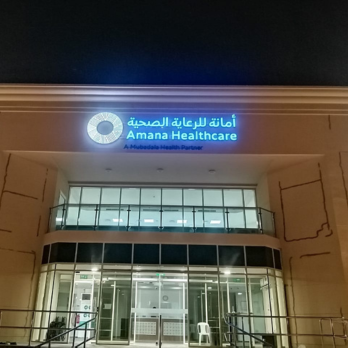 أمانة للرعاية الصحية
Amana Healthcare
A Mubadala Health Partner